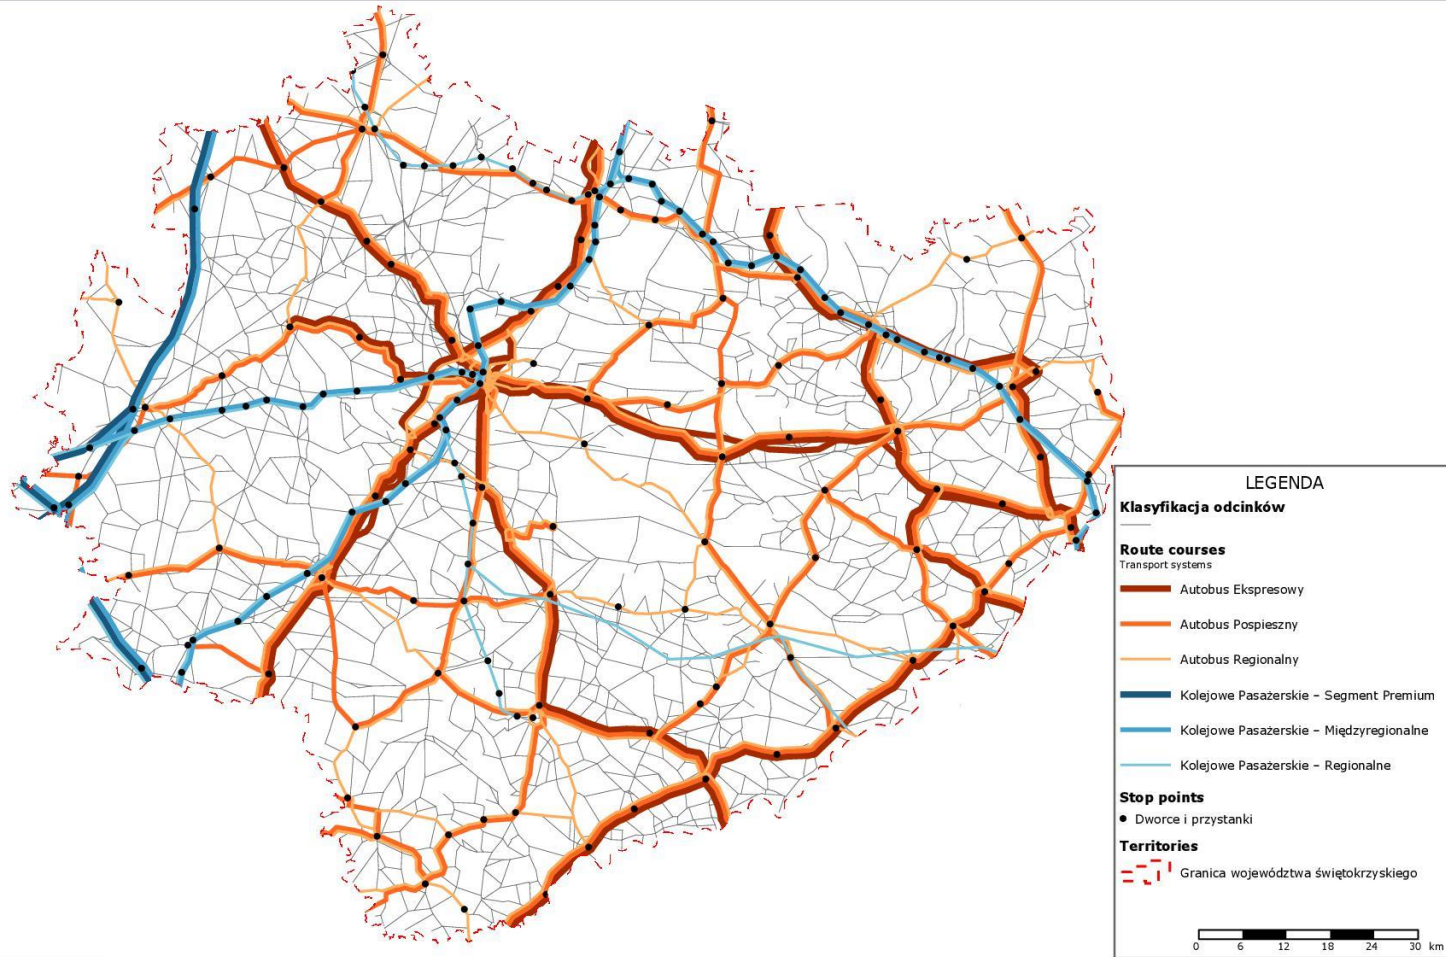 LEGENDA
Klasyfikacja odcinków
Route courses
Transport systems
Autobus Ekspresowy
Autobus Pospieszny
Autobus Regionalny
Kolejowe Pasażerskie – Segment Premium
Kolejowe Pasażerskie – Międzyregionalne
Kolejowe Pasażerskie – Regionalne
Stop points
Dworce i przystanki
Territories
Granica województwa świętokrzyskiego
0 6 12 18 24 30 km